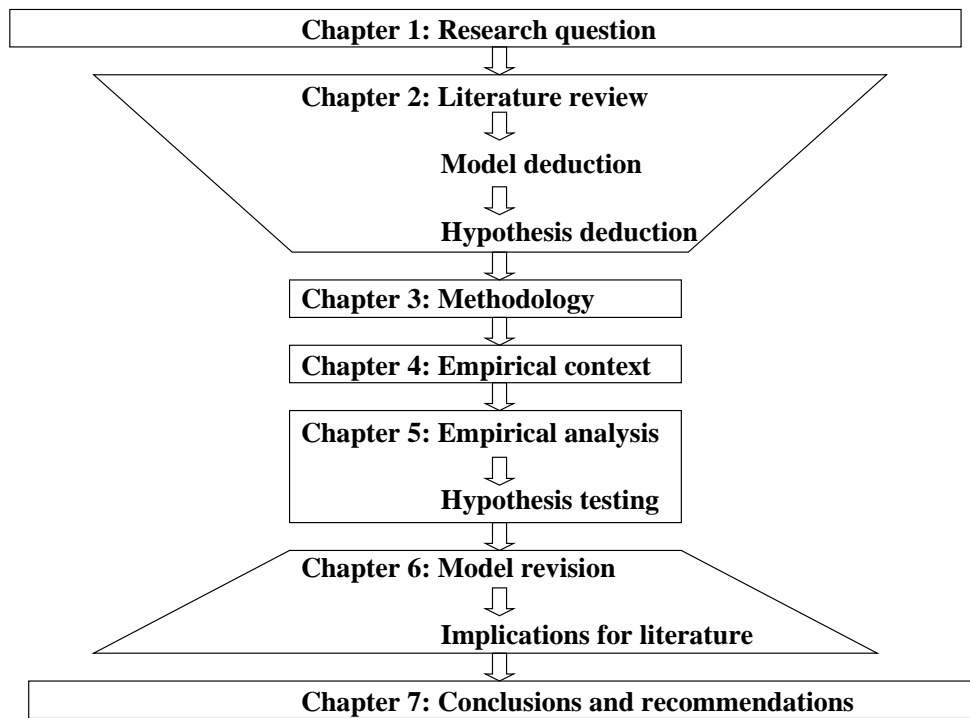 Chapter 1: Research question
Chapter 2: Literature review
Model deduction
Hypothesis deduction
Chapter 3: Methodology
Chapter 4: Empirical context
Chapter 5: Empirical analysis
Hypothesis testing
Chapter 6: Model revision
Implications for literature
Chapter 7: Conclusions and recommendations